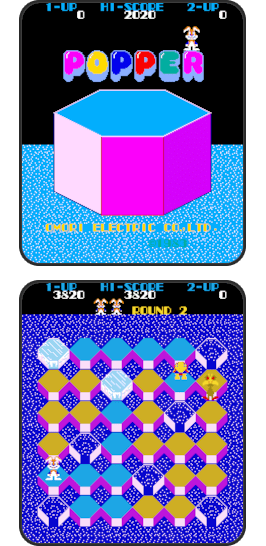 1-UP HI-SCORE 2-UP
0 2020 0
POPPER
OMORI ELECTRIC CO.,LTD.
1-UP HI-SCORE 2-UP
3820 3820 0
ROUND 2